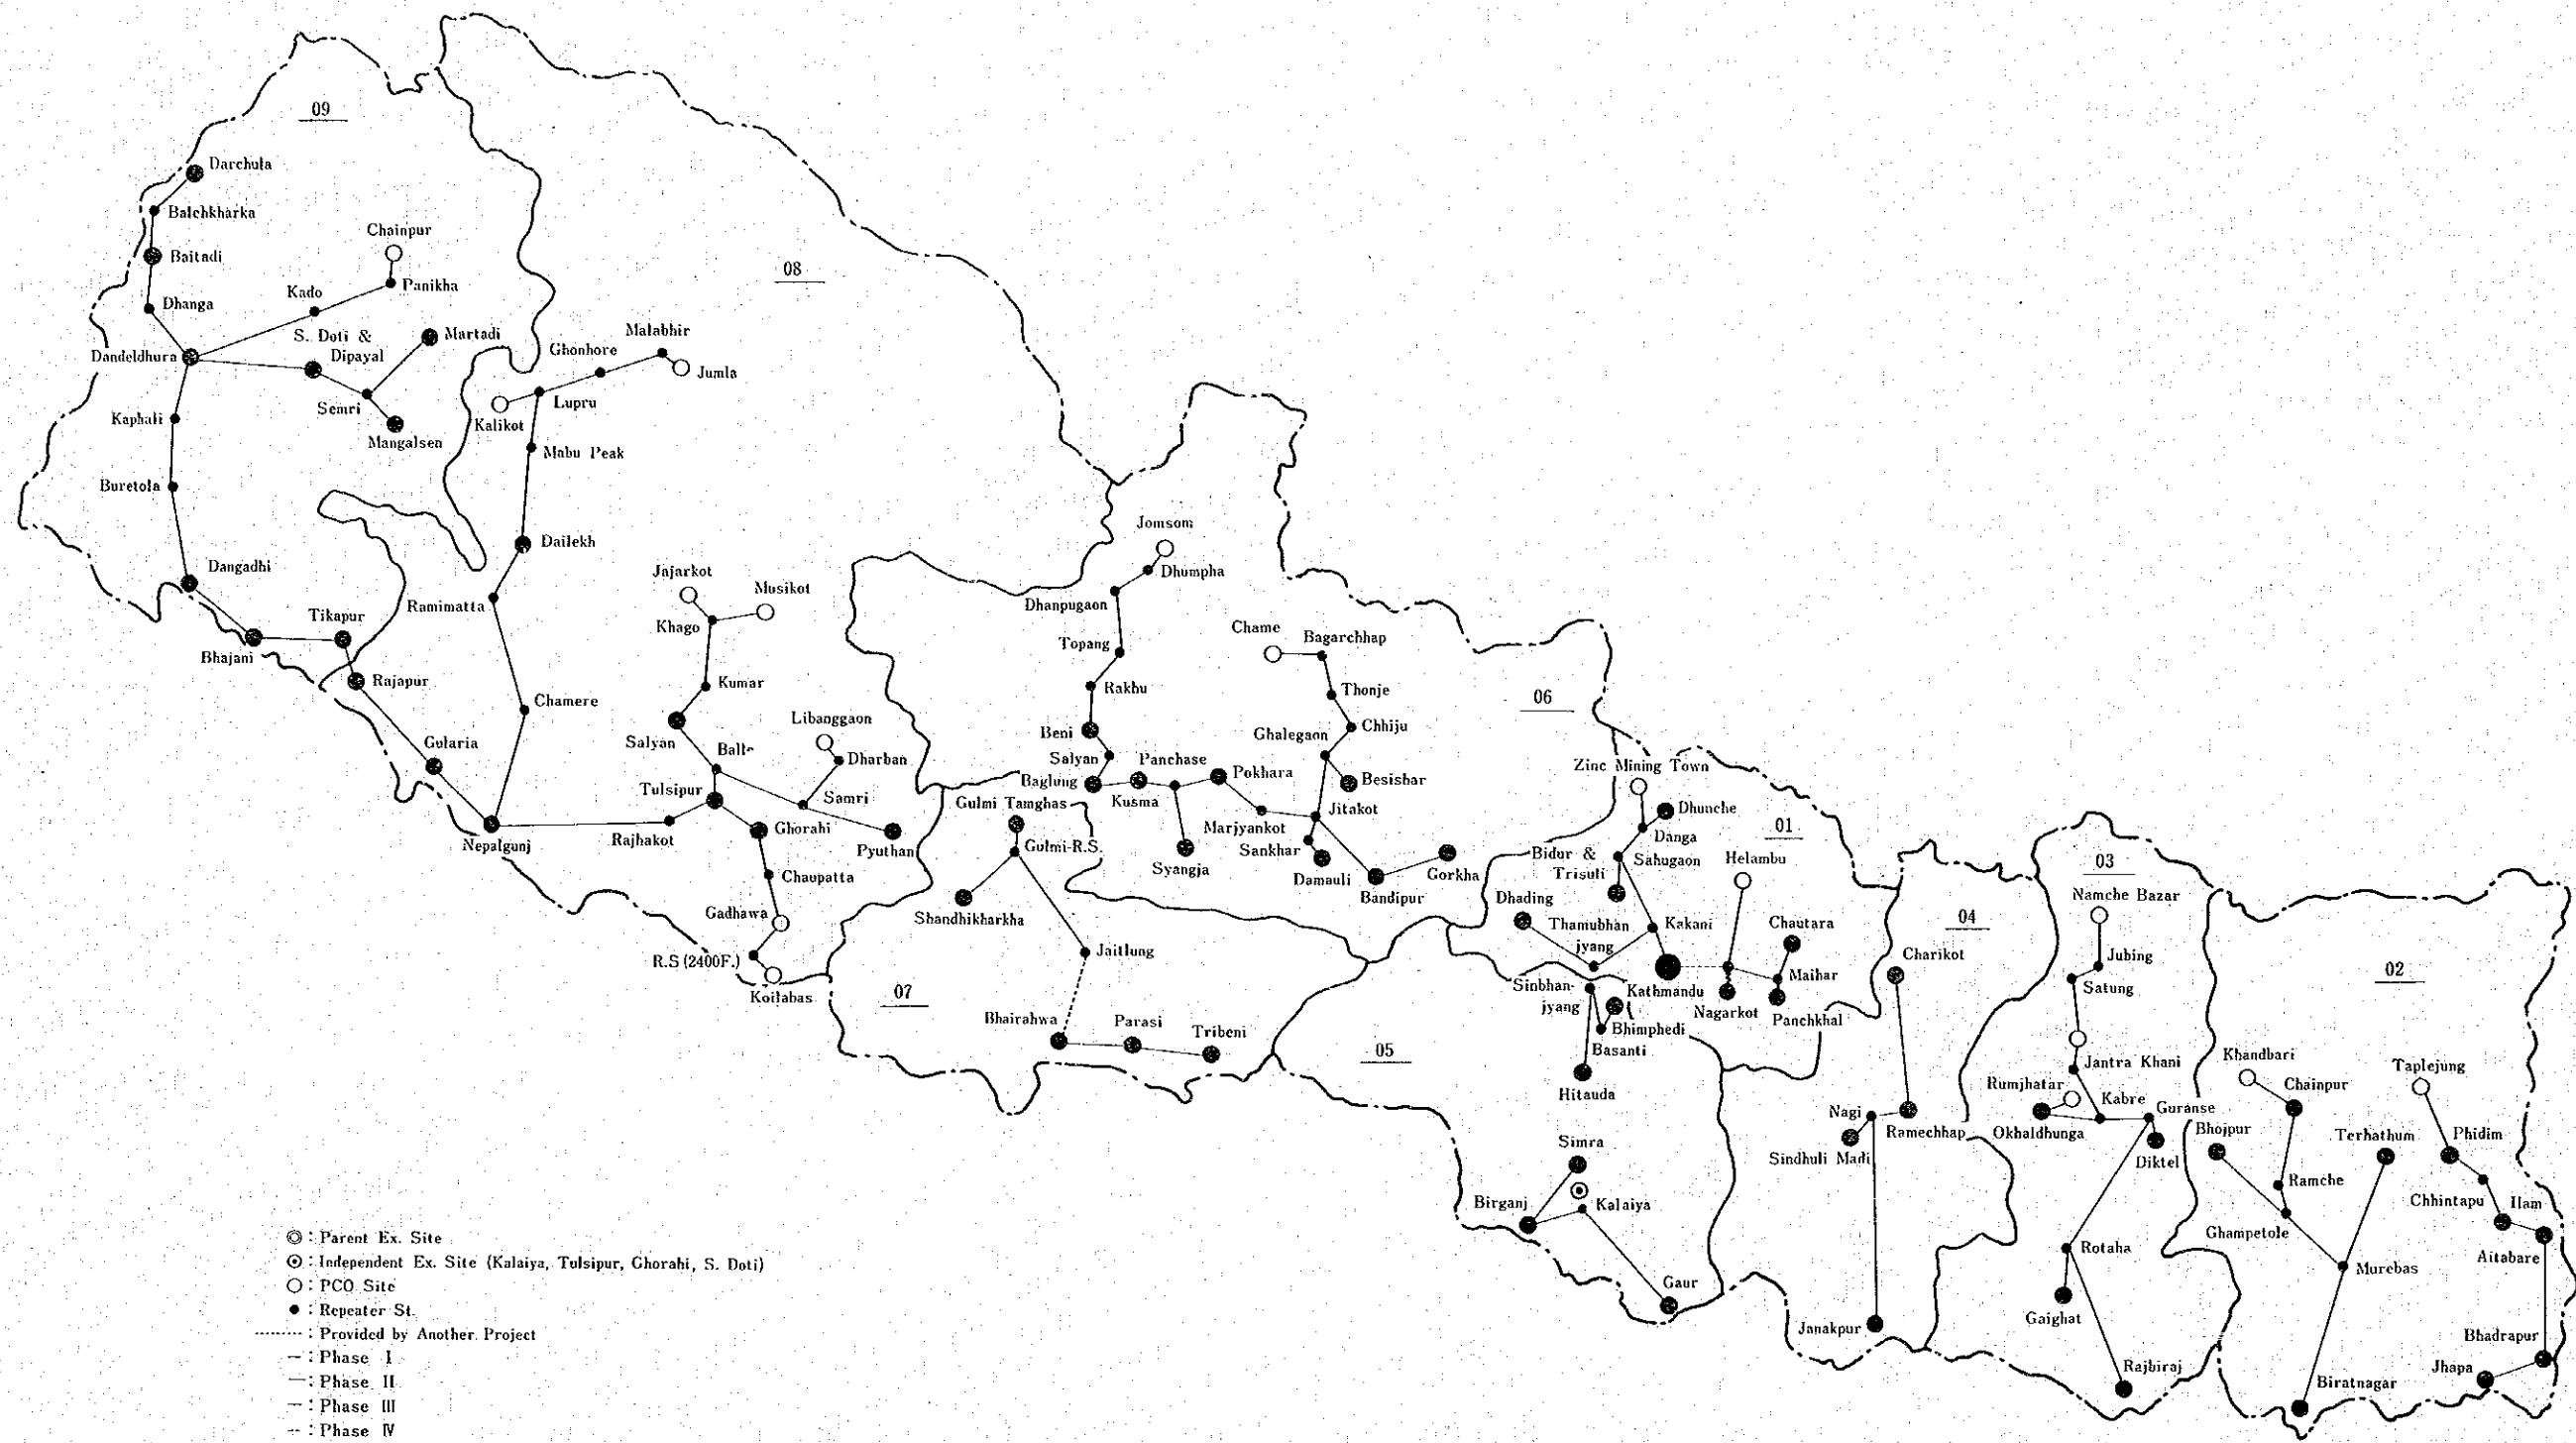 09
Darchula
Balchkharka
Baitadi
Dhanga
Chainpur
Panikha
Kado
S. Doti &
Dipayal
Martadi
Dandeldhura
Semri
Mangalsen
Kaphali
Buretola
Dangadhi
Bhajani
Tikapur
08
Malabhir
Ghonhore
Jumla
Lupru
Kalikot
Mabu Peak
Dailekh
Ramimatta
Chamere
Rajapur
Gularia
Nepalgunj
Jajarkot
Musikot
Khago
Kumar
Salyan
Libanggaon
Dharban
Tulsipur
Samri
Rajhakot
Ghorahi
Pyuthan
Chaupatta
Gadhawa
R.S (2400F.)
Koilabas
Jomsom
Dhumpha
Dhanpugaon
Topang
Rakhu
Beni
Salyan
Baglung
Panchase
Kusma
Pokhara
Syangja
Marjyankot
Chame
Bagarchhap
Thonje
Chhiju
Ghalegaon
Besishar
Jitakot
Sankhar
Damauli
Bandipur
Gorkha
06
Gulmi Tamghas
Gulmi-R.S.
Shandhikharkha
Jaitlung
07
Bhairahwa
Parasi
Tribeni
Zinc Mining Town
Dhunche
Danga
01
Bidur &
Trisuli
Sahugaon
Helambu
Dhading
Thamubhan
jyang
Kakani
Chautara
Maihar
Kathmandu
Nagarkot
Panchkhal
Sinbhan-
jyang
Bhimphedi
Basanti
Hitauda
05
Simra
Birganj
Kalaiya
Gaur
04
Charikot
Nagi
Ramechhap
Sindhuli Madi
Janakpur
03
Namche Bazar
Jubing
Satung
Jantra Khani
Rumjhatar
Kabre
Guranse
Okhaldhunga
Diktel
Rotaha
Gaighat
Rajbiraj
02
Khandbari
Chainpur
Taplejung
Bhojpur
Terhathum
Phidim
Ramche
Chhintapu
Ilam
Ghampetole
Aitabare
Murebas
Bhadrapur
Jhapa
Biratnagar
: Parent Ex. Site
: Independent Ex. Site (Kalaiya, Tulsipur, Ghorahi, S. Doti)
: PCO Site
: Repeater St.
: Provided by Another Project
: Phase I
: Phase II
: Phase III
: Phase IV